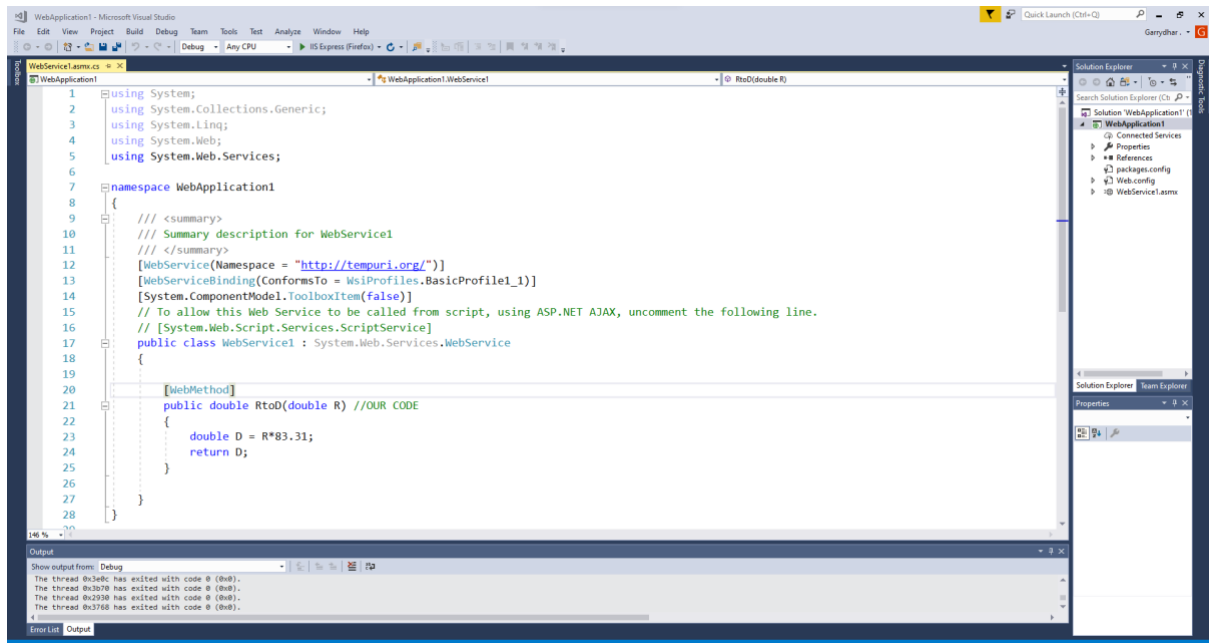 WebApplication1 - Microsoft Visual Studio
Quick Launch (Ctrl+Q)
File Edit View Project Build Debug Team Tools Test Analyze Window Help
Garrydhar . G
Debug Any CPU IIS Express (Firefox)
Toolbox
WebService1.asmx.cs
WebApplication1 WebApplication1.WebService1 RtoD(double R)
1 using System;
2 using System.Collections.Generic;
3 using System.Linq;
4 using System.Web;
5 using System.Web.Services;
6
7 namespace WebApplication1
8 {
9 /// <summary>
10 /// Summary description for WebService1
11 /// </summary>
12 [WebService(Namespace = "http://tempuri.org/")]
13 [WebServiceBinding(ConformsTo = WsiProfiles.BasicProfile1_1)]
14 [System.ComponentModel.ToolboxItem(false)]
15 // To allow this Web Service to be called from script, using ASP.NET AJAX, uncomment the following line.
16 // [System.Web.Script.Services.ScriptService]
17 public class WebService1 : System.Web.Services.WebService
18 {
19
20 [WebMethod]
21 public double RtoD(double R) //OUR CODE
22 {
23 double D = R*83.31;
24 return D;
25 }
26
27 }
28 }
146 %
Solution Explorer
Search Solution Explorer (Ct
Solution 'WebApplication1' (1
WebApplication1
Connected Services
Properties
References
packages.config
Web.config
WebService1.asmx
Solution Explorer Team Explorer
Properties
Diagnostic Tools
Output
Show output from: Debug
The thread 0x3e0c has exited with code 0 (0x0).
The thread 0x3b70 has exited with code 0 (0x0).
The thread 0x2930 has exited with code 0 (0x0).
The thread 0x3768 has exited with code 0 (0x0).
Error List Output